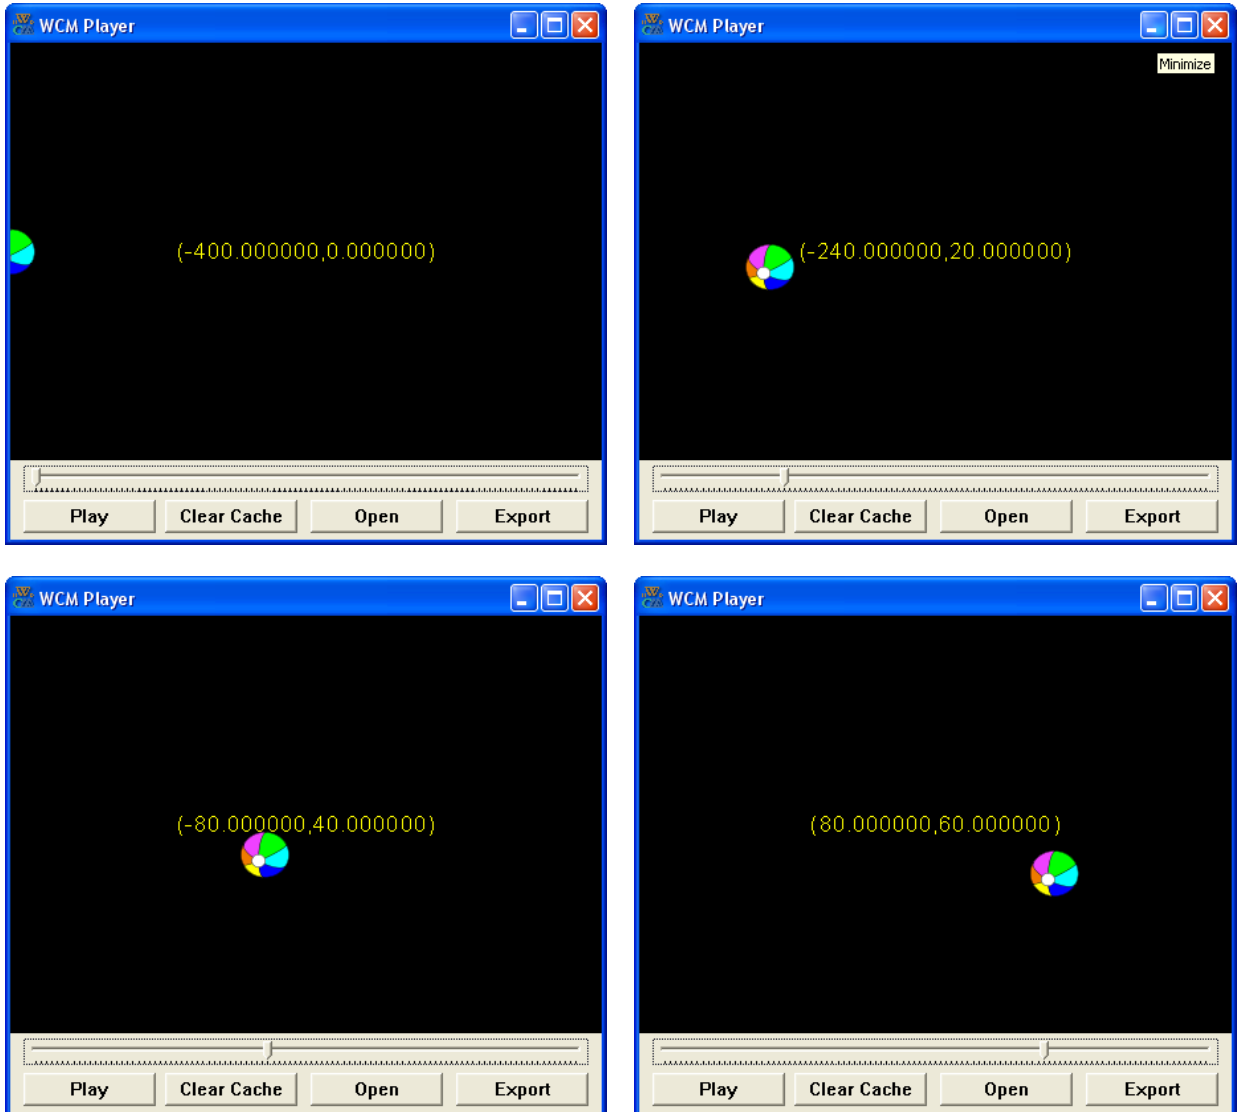 WCM Player
(-400.000000,0.000000)
Play Clear Cache Open Export
WCM Player
Minimize
(-240.000000,20.000000)
Play Clear Cache Open Export
WCM Player
(-80.000000,40.000000)
Play Clear Cache Open Export
WCM Player
(80.000000,60.000000)
Play Clear Cache Open Export